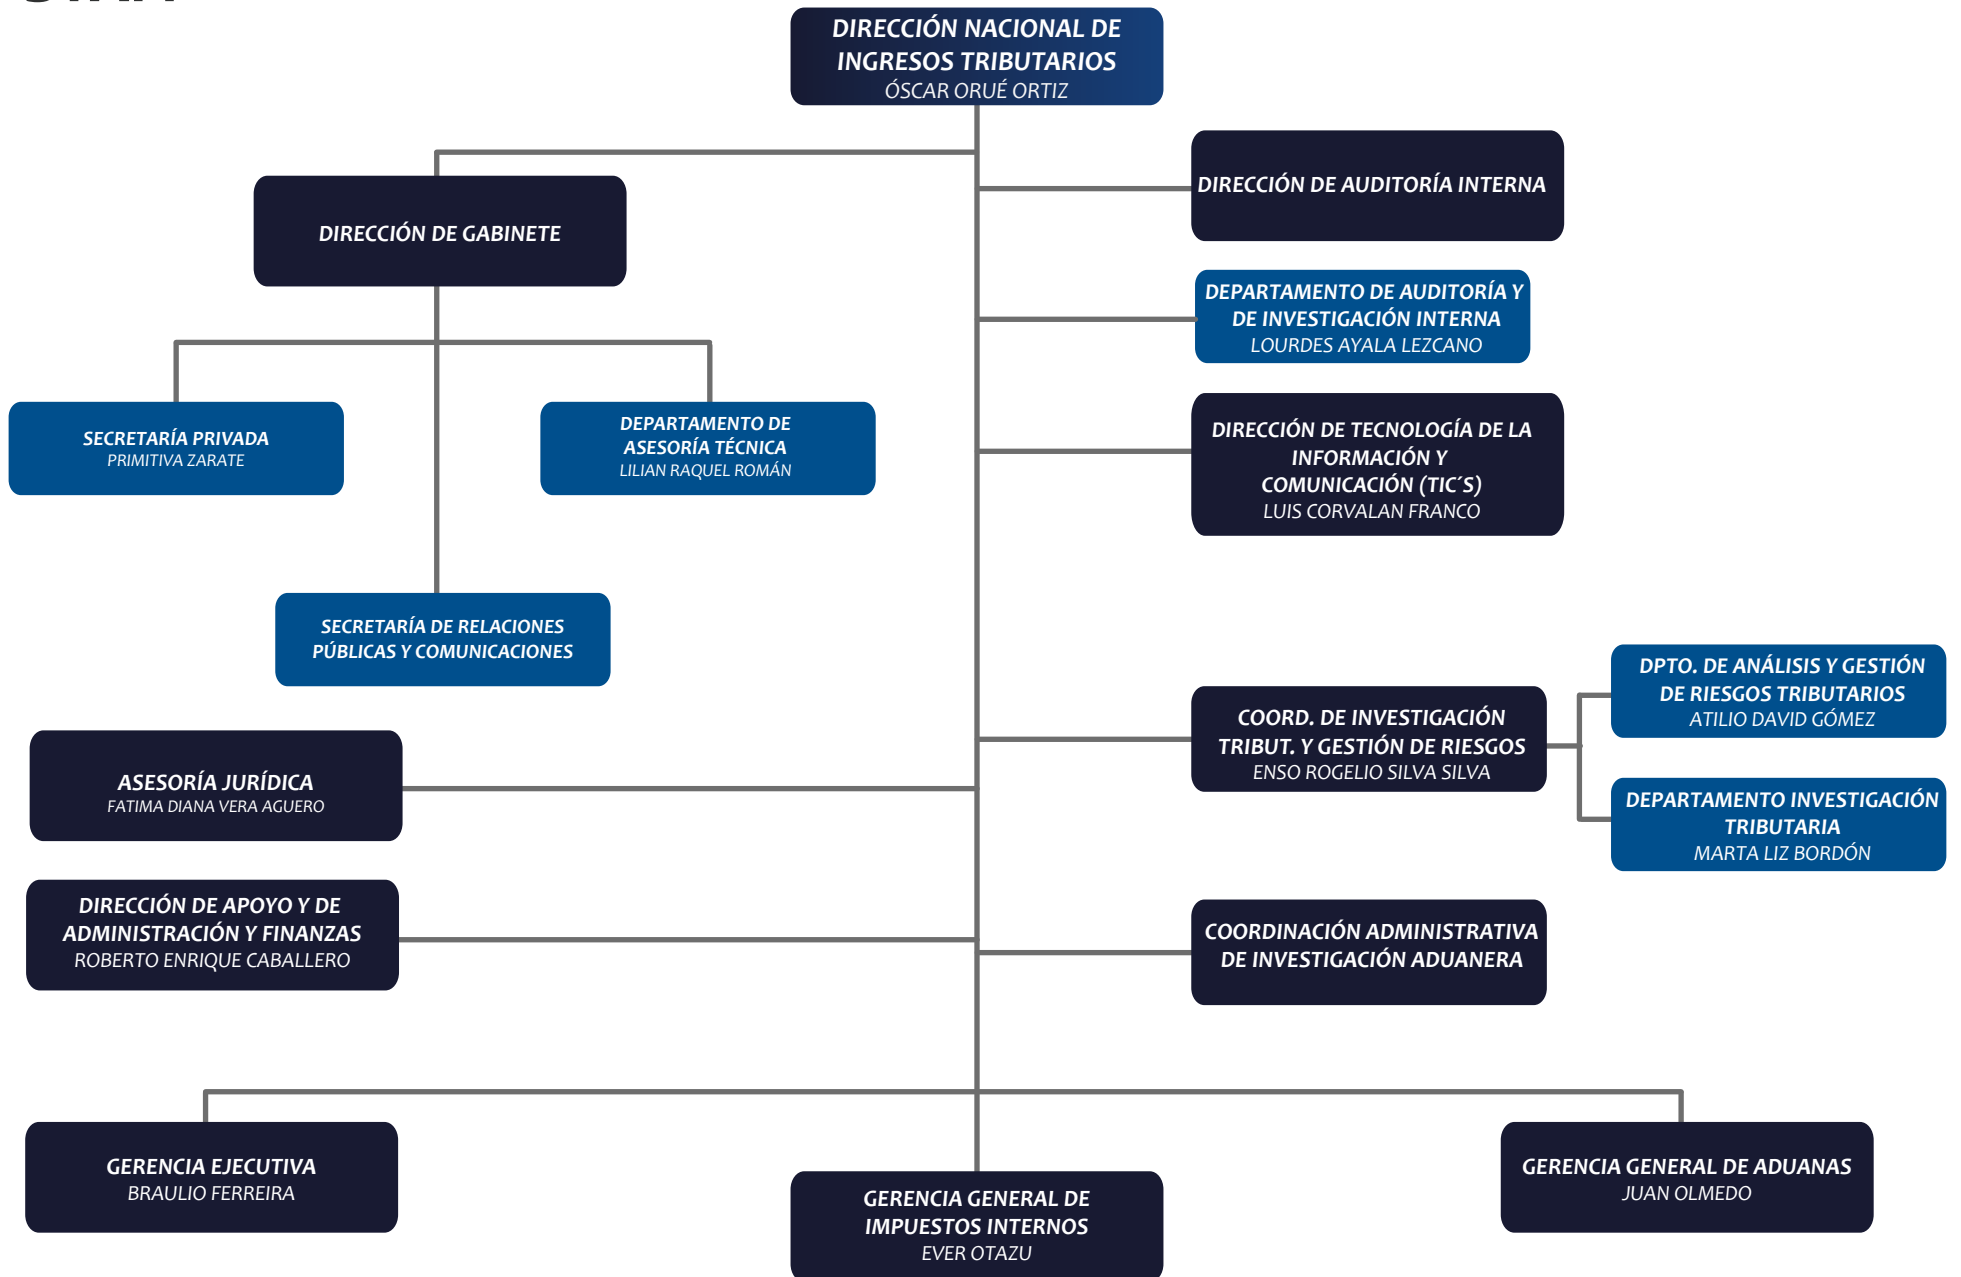 DIRECCIÓN NACIONAL DE
INGRESOS TRIBUTARIOS
ÓSCAR ORUÉ ORTIZ
DIRECCIÓN DE AUDITORÍA INTERNA
DIRECCIÓN DE GABINETE
DEPARTAMENTO DE AUDITORÍA Y
DE INVESTIGACIÓN INTERNA
LOURDES AYALA LEZCANO
SECRETARÍA PRIVADA
PRIMITIVA ZARATE
DEPARTAMENTO DE
ASESORÍA TÉCNICA
LILIAN RAQUEL ROMÁN
DIRECCIÓN DE TECNOLOGÍA DE LA
INFORMACIÓN Y
COMUNICACIÓN (TIC´S)
LUIS CORVALAN FRANCO
SECRETARÍA DE RELACIONES
PÚBLICAS Y COMUNICACIONES
COORD. DE INVESTIGACIÓN
TRIBUT. Y GESTIÓN DE RIESGOS
ENSO ROGELIO SILVA SILVA
DPTO. DE ANÁLISIS Y GESTIÓN
DE RIESGOS TRIBUTARIOS
ATILIO DAVID GÓMEZ
DEPARTAMENTO INVESTIGACIÓN
TRIBUTARIA
MARTA LIZ BORDÓN
ASESORÍA JURÍDICA
FATIMA DIANA VERA AGUERO
DIRECCIÓN DE APOYO Y DE
ADMINISTRACIÓN Y FINANZAS
ROBERTO ENRIQUE CABALLERO
COORDINACIÓN ADMINISTRATIVA
DE INVESTIGACIÓN ADUANERA
GERENCIA EJECUTIVA
BRAULIO FERREIRA
GERENCIA GENERAL DE
IMPUESTOS INTERNOS
EVER OTAZU
GERENCIA GENERAL DE ADUANAS
JUAN OLMEDO